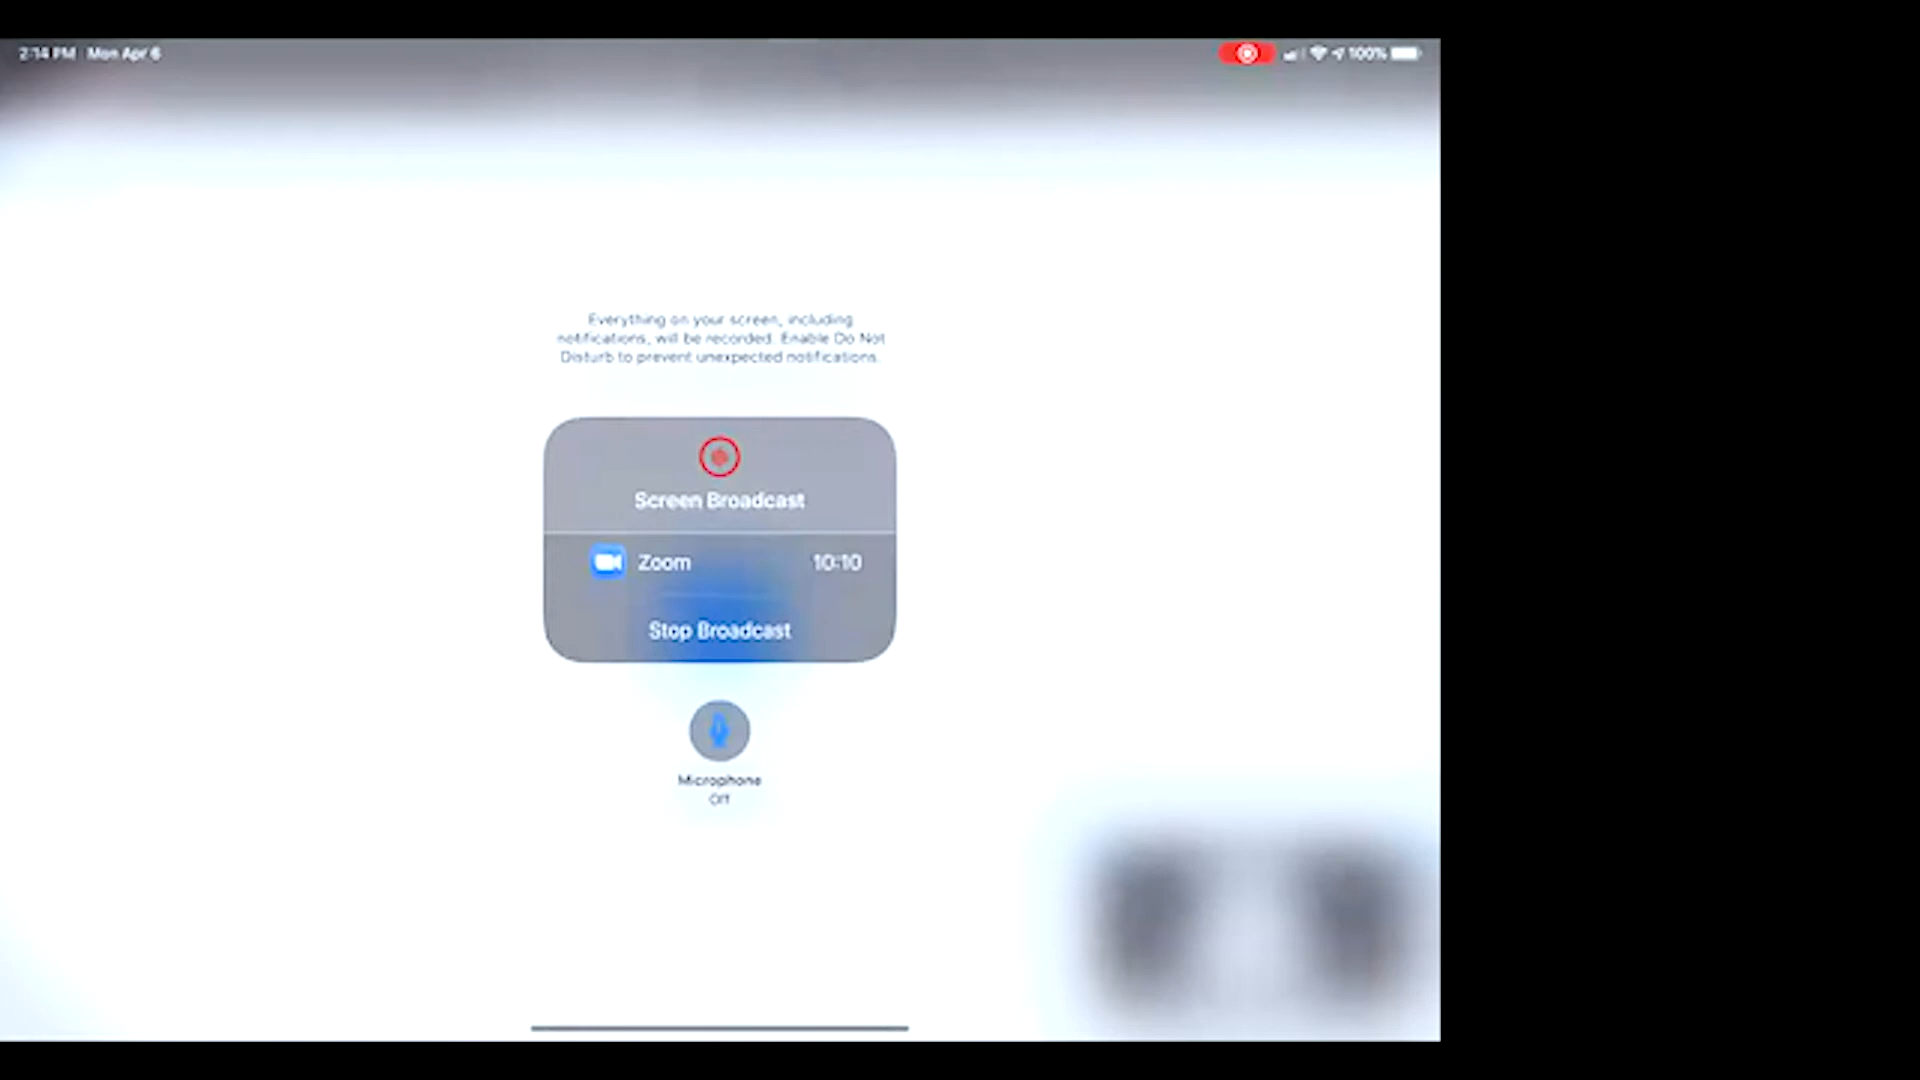 2:14 PM Mon Apr 6
100%
Everything on your screen, including
notifications, will be recorded. Enable Do Not
Disturb to prevent unexpected notifications.
Screen Broadcast
Zoom 10:10
Stop Broadcast
Microphone
Off